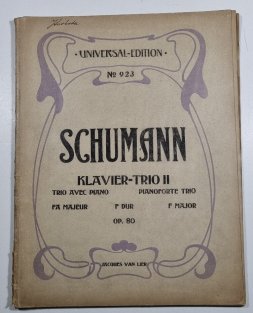 · UNIVERSAL-EDITION ·
No 923
SCHUMANN
KLAVIER-TRIO II
TRIO AVEC PIANO PIANOFORTE TRIO
FA MAJEUR F DUR F MAJOR
OP. 80
JACQUES VAN LIER